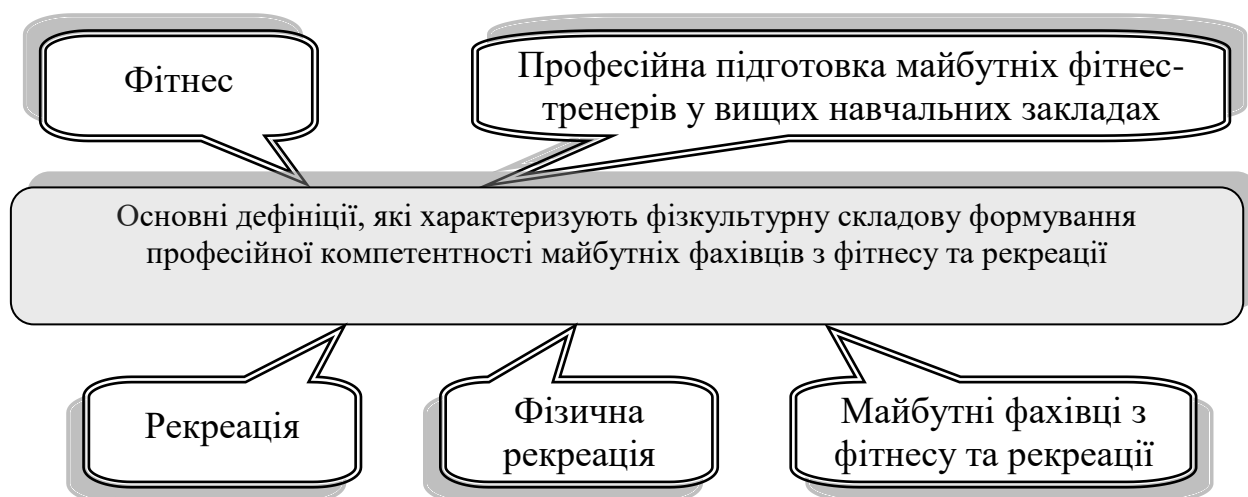 Фітнес
Професійна підготовка майбутніх фітнес-
тренерів у вищих навчальних закладах
Основні дефініції, які характеризують фізкультурну складову формування
професійної компетентності майбутніх фахівців з фітнесу та рекреації
Рекреація
Фізична
рекреація
Майбутні фахівці з
фітнесу та рекреації